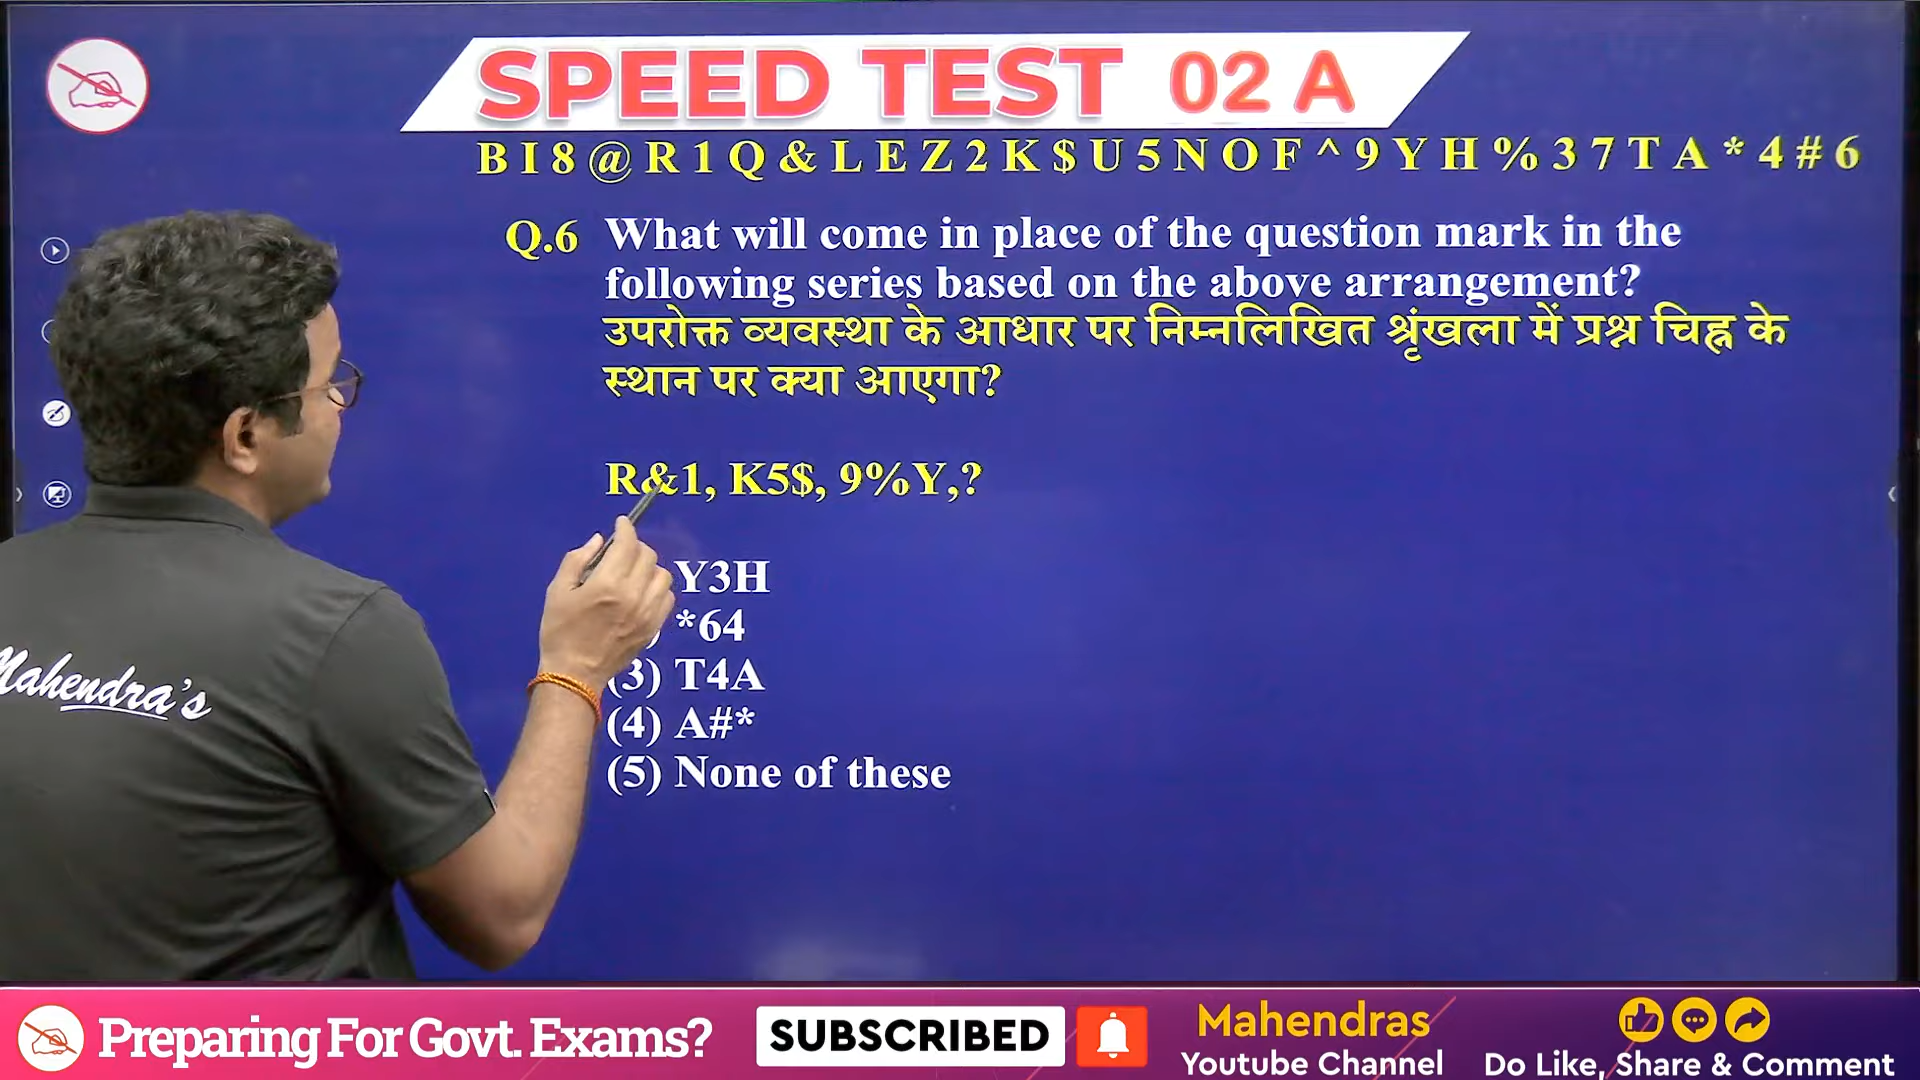 SPEED TEST 02 A
B I 8 @ R 1 Q & L E Z 2 K $ U 5 N O F ^ 9 Y H % 3 7 T A * 4 # 6
Q.6 What will come in place of the question mark in the
following series based on the above arrangement?
उपरोक्त व्यवस्था के आधार पर निम्नलिखित श्रृंखला में प्रश्न चिह्न के
स्थान पर क्या आएगा?
R&1, K5$, 9%Y,?
Y3H
) *64
(3) T4A
(4) A#*
(5) None of these
Mahendra's
Preparing For Govt. Exams?
SUBSCRIBED
Mahendras
Youtube Channel
Do Like, Share & Comment